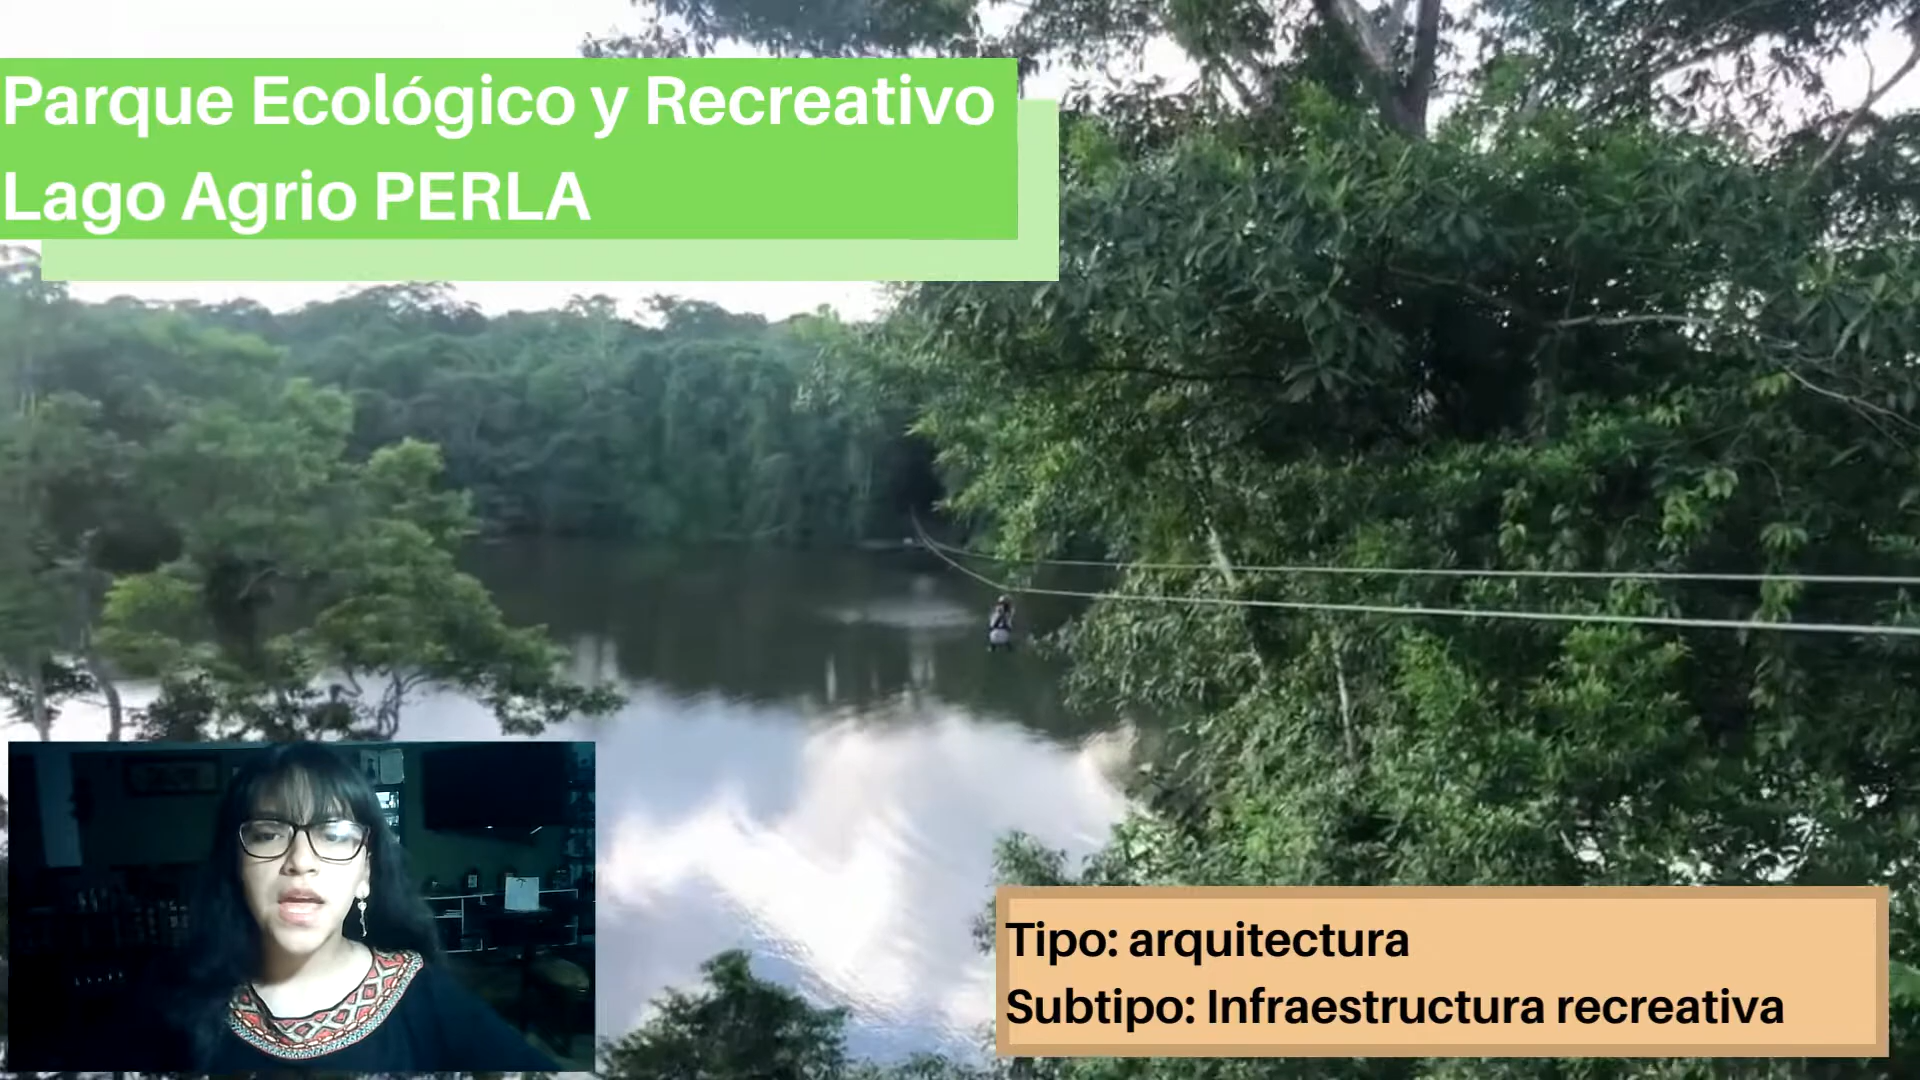 Parque Ecológico y Recreativo
Lago Agrio PERLA
Tipo: arquitectura
Subtipo: Infraestructura recreativa